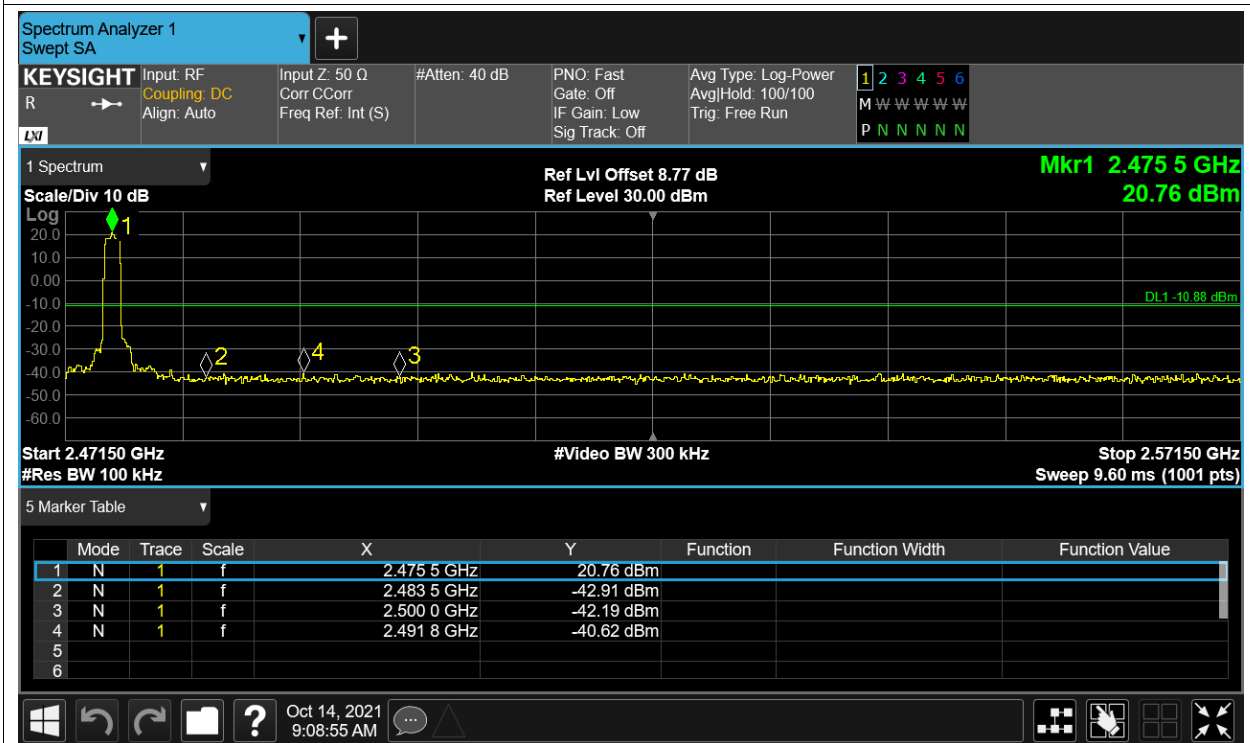 Spectrum Analyzer 1
Swept SA
KEYSIGHT Input: RF Input Z: 50 Ω #Atten: 40 dB PNO: Fast Avg Type: Log-Power 1 2 3 4 5 6
R Coupling: DC Corr CCorr Gate: Off Avg|Hold: 100/100 M W W W W W W
Align: Auto Freq Ref: Int (S) IF Gain: Low Trig: Free Run
LXI Sig Track: Off P N N N N N N
1 Spectrum Ref Lvl Offset 8.77 dB Mkr1 2.475 5 GHz
Scale/Div 10 dB Ref Level 30.00 dBm 20.76 dBm
Log
1
20.0
10.0
0.00
DL1 -10.88 dBm
-10.0
-20.0
-30.0
2 4 3
-40.0
-50.0
-60.0
Start 2.47150 GHz #Video BW 300 kHz Stop 2.57150 GHz
#Res BW 100 kHz Sweep 9.60 ms (1001 pts)
5 Marker Table
Mode Trace Scale X Y Function Function Width Function Value
1 N 1 f 2.475 5 GHz 20.76 dBm
2 N 1 f 2.483 5 GHz -42.91 dBm
3 N 1 f 2.500 0 GHz -42.19 dBm
4 N 1 f 2.491 8 GHz -40.62 dBm
5
6
? Oct 14, 2021
9:08:55 AM